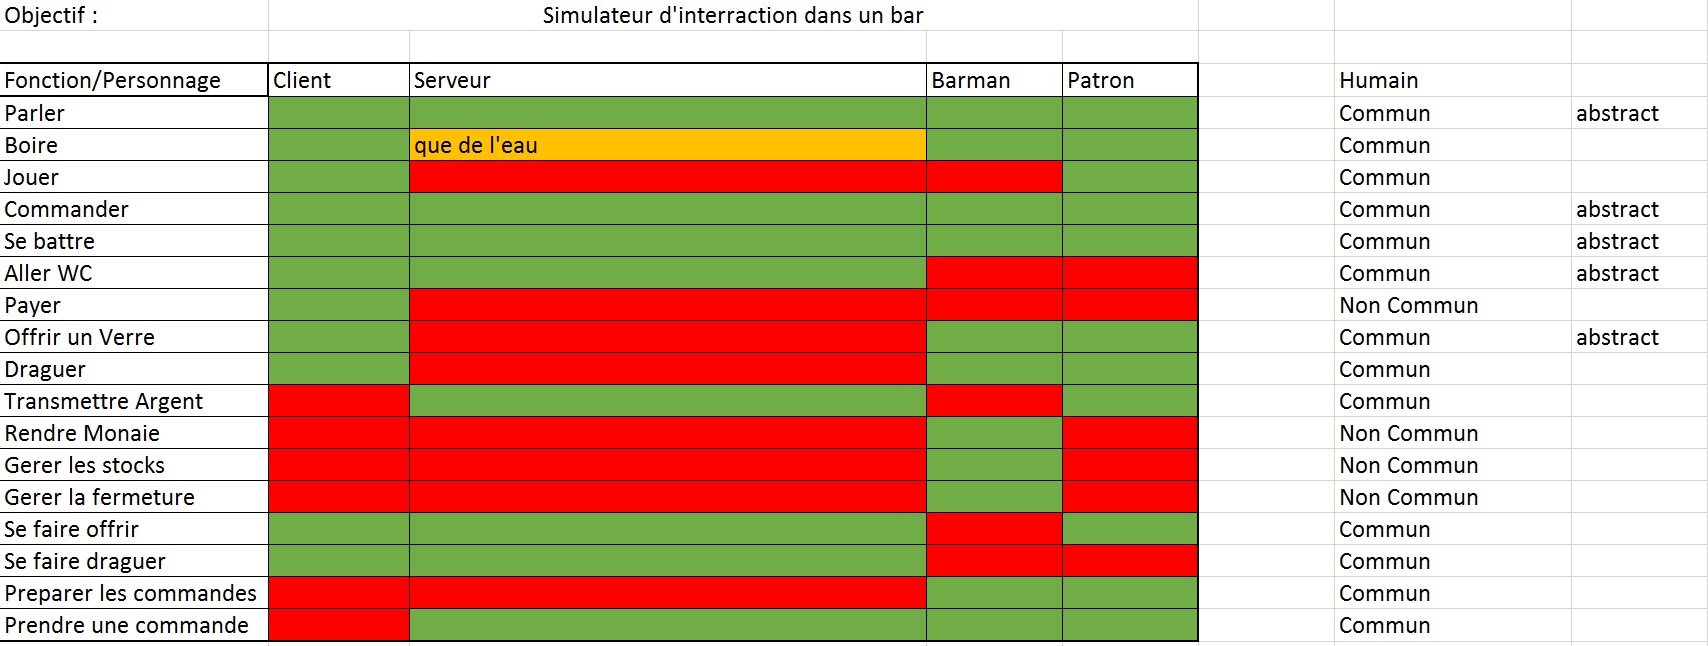 Objectif : Simulateur d'interraction dans un bar
Fonction/Personnage Client Serveur Barman Patron Humain
Parler Commun abstract
Boire que de l'eau Commun
Jouer Commun
Commander Commun abstract
Se battre Commun abstract
Aller WC Commun abstract
Payer Non Commun
Offrir un Verre Commun abstract
Draguer Commun
Transmettre Argent Commun
Rendre Monaie Non Commun
Gerer les stocks Non Commun
Gerer la fermeture Non Commun
Se faire offrir Commun
Se faire draguer Commun
Preparer les commandes Commun
Prendre une commande Commun